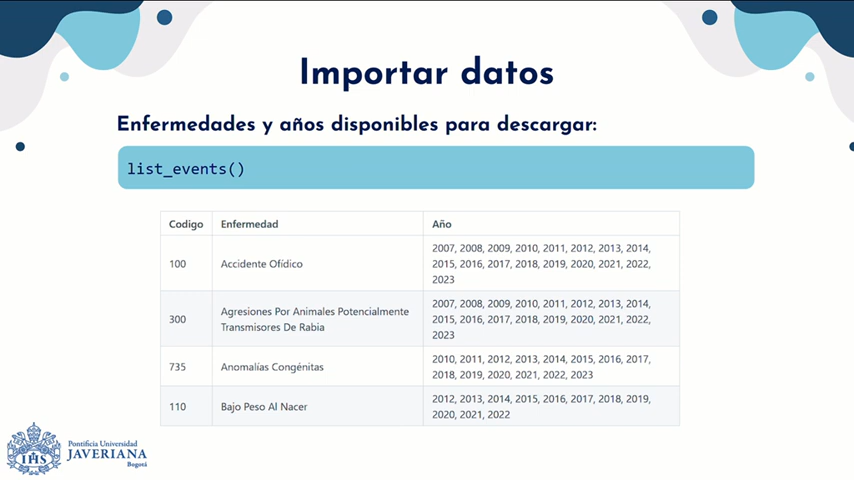 Importar datos
Enfermedades y años disponibles para descargar:
list_events()
Codigo Enfermedad Año
100 Accidente Ofídico 2007, 2008, 2009, 2010, 2011, 2012, 2013, 2014,
2015, 2016, 2017, 2018, 2019, 2020, 2021, 2022,
2023
300 Agresiones Por Animales Potencialmente
Transmisores De Rabia
2007, 2008, 2009, 2010, 2011, 2012, 2013, 2014,
2015, 2016, 2017, 2018, 2019, 2020, 2021, 2022,
2023
735 Anomalías Congénitas 2010, 2011, 2012, 2013, 2014, 2015, 2016, 2017,
2018, 2019, 2020, 2021, 2022, 2023
110 Bajo Peso Al Nacer 2012, 2013, 2014, 2015, 2016, 2017, 2018, 2019,
2020, 2021, 2022
IHS
Pontificia Universidad
JAVERIANA
Bogotá